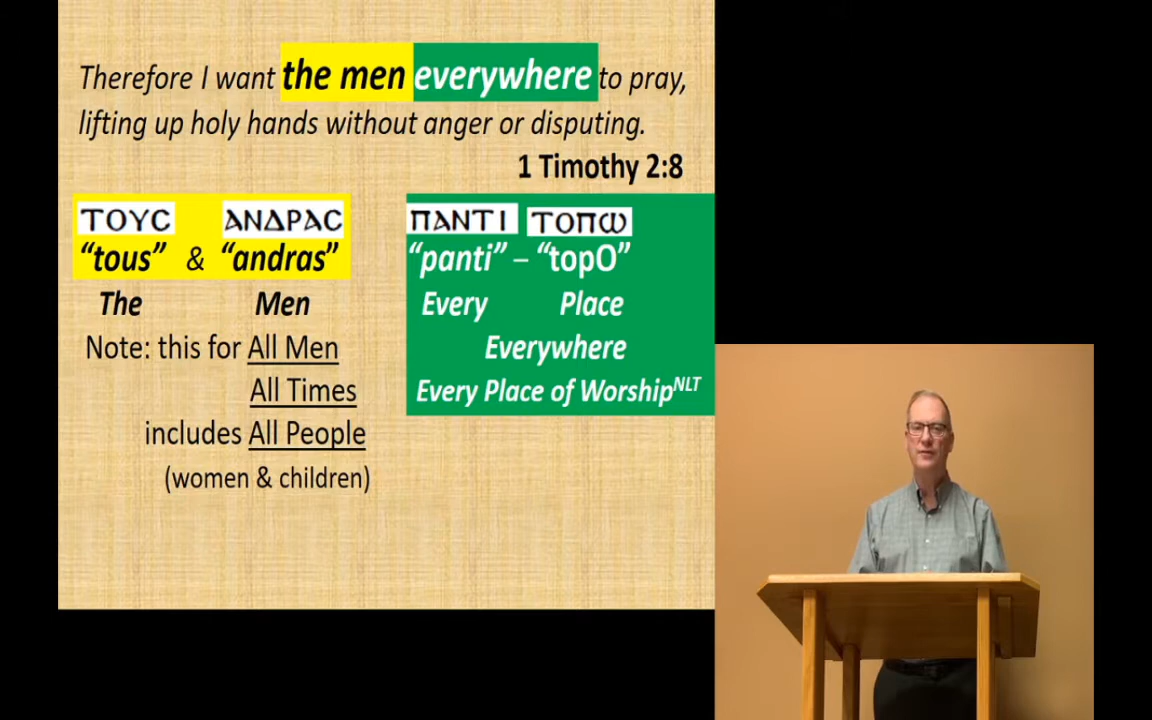 Therefore I want the men everywhere to pray,
lifting up holy hands without anger or disputing.
1 Timothy 2:8
ΤΟΥϹ ΑΝΔΡΑϹ
“tous” & “andras”
The Men
Note: this for All Men
All Times
includes All People
(women & children)
ΠΑΝΤΙ ΤΟΠω
“panti” – “topO”
Every Place
Everywhere
Every Place of Worship^NLT